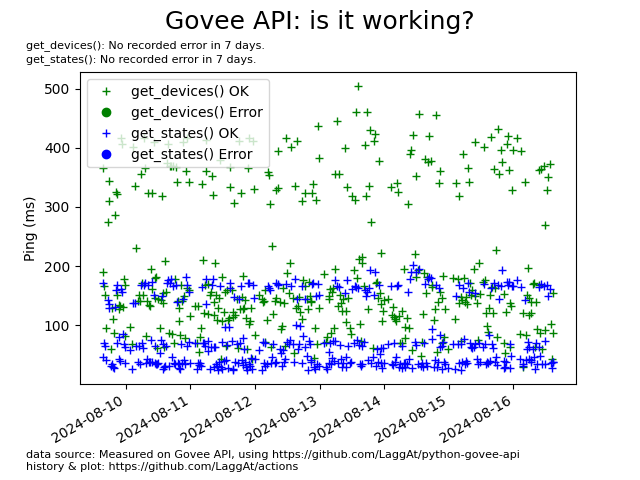 Govee API: is it working?
get_devices(): No recorded error in 7 days.
get_states(): No recorded error in 7 days.
get_devices() OK
get_devices() Error
get_states() OK
get_states() Error
Ping (ms)
500
400
300
200
100
2024-08-10
2024-08-11
2024-08-12
2024-08-13
2024-08-14
2024-08-15
2024-08-16
data source: Measured on Govee API, using https://github.com/LaggAt/python-govee-api
history & plot: https://github.com/LaggAt/actions